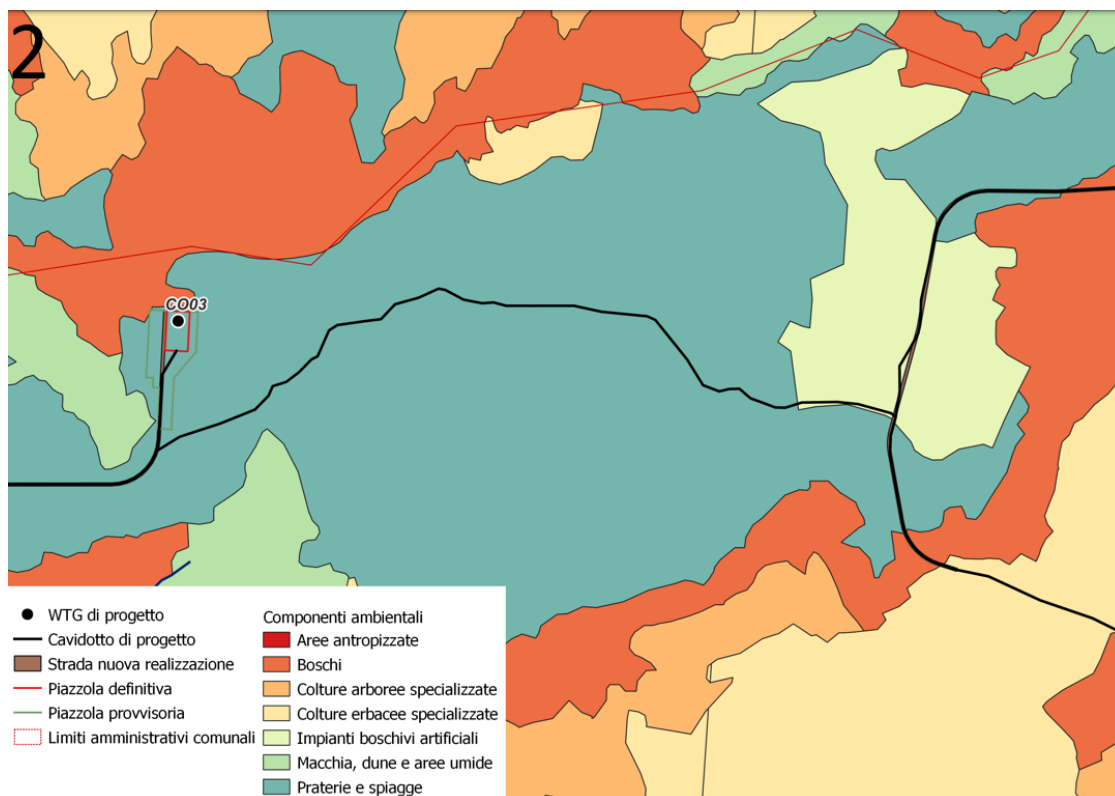 2
CO03
WTG di progetto
Cavidotto di progetto
Strada nuova realizzazione
Piazzola definitiva
Piazzola provvisoria
Limiti amministrativi comunali
Componenti ambientali
Aree antropizzate
Boschi
Colture arboree specializzate
Colture erbacee specializzate
Impianti boschivi artificiali
Macchia, dune e aree umide
Praterie e spiagge